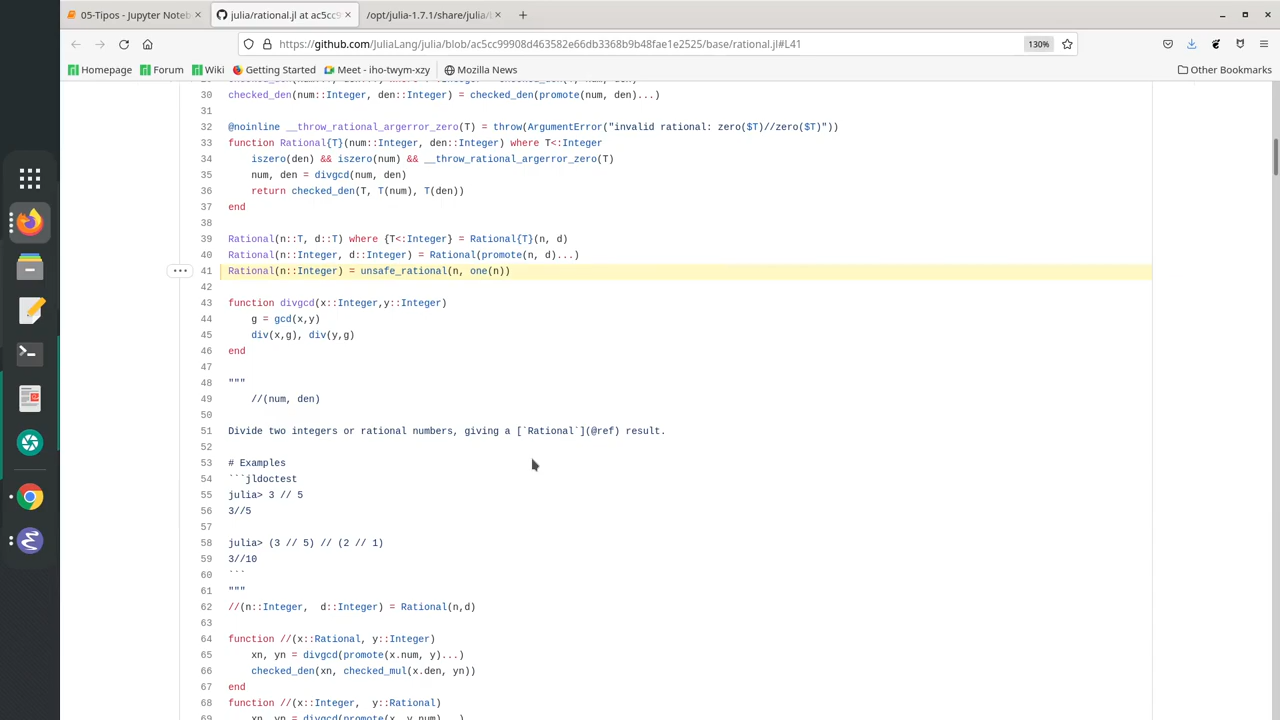 05-Tipos - Jupyter Noteb
julia/rational.jl at ac5cc9
/opt/julia-1.7.1/share/julia/
https://github.com/JuliaLang/julia/blob/ac5cc99908d463582e66db3368b9b48fae1e2525/base/rational.jl#L41
130%
Homepage
Forum
Wiki
Getting Started
Meet - iho-twym-xzy
Mozilla News
Other Bookmarks
30 checked_den(num::Integer, den::Integer) = checked_den(promote(num, den)...)
31
32 @noinline __throw_rational_argerror_zero(T) = throw(ArgumentError("invalid rational: zero($T)//zero($T)"))
33 function Rational{T}(num::Integer, den::Integer) where T<:Integer
34     iszero(den) && iszero(num) && __throw_rational_argerror_zero(T)
35     num, den = divgcd(num, den)
36     return checked_den(T, T(num), T(den))
37 end
38
39 Rational(n::T, d::T) where {T<:Integer} = Rational{T}(n, d)
40 Rational(n::Integer, d::Integer) = Rational(promote(n, d)...)
41 Rational(n::Integer) = unsafe_rational(n, one(n))
42
43 function divgcd(x::Integer,y::Integer)
44     g = gcd(x,y)
45     div(x,g), div(y,g)
46 end
47
48 """
49     //(num, den)
50
51 Divide two integers or rational numbers, giving a [`Rational`](@ref) result.
52
53 # Examples
54 ```jldoctest
55 julia> 3 // 5
56 3//5
57
58 julia> (3 // 5) // (2 // 1)
59 3//10
60 ```
61 """
62 //(n::Integer,  d::Integer) = Rational(n,d)
63
64 function //(x::Rational, y::Integer)
65     xn, yn = divgcd(promote(x.num, y)...)
66     checked_den(xn, checked_mul(x.den, yn))
67 end
68 function //(x::Integer,  y::Rational)
69     xn, yn = divgcd(promote(x, y.num)...)